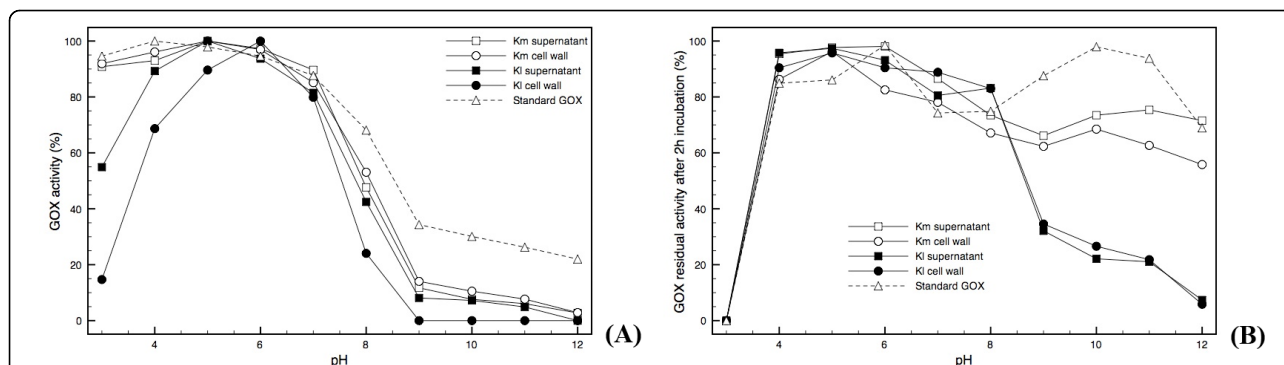 GOX activity (%)
100
80
60
40
20
0
4
6
8
10
12
pH
Km supernatant
Km cell wall
Kl supernatant
Kl cell wall
Standard GOX
(A)
GOX residual activity after 2h incubation (%)
100
80
60
40
20
0
4
6
8
10
12
pH
Km supernatant
Km cell wall
Kl supernatant
Kl cell wall
Standard GOX
(B)